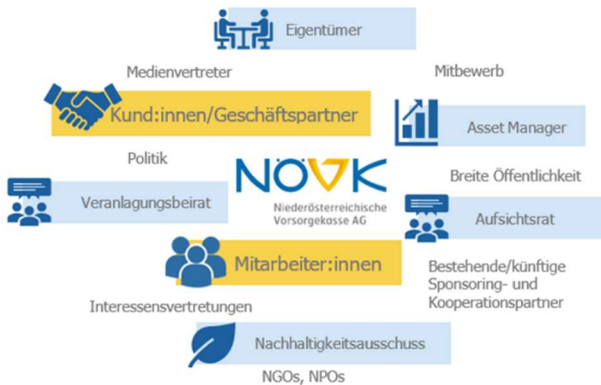 Eigentümer
Medienvertreter
Mitbewerb
Kund:innen/Geschäftspartner
Asset Manager
Politik
NÖVK
Niederösterreichische
Vorsorgekasse AG
Breite Öffentlichkeit
Veranlagungsbeirat
Aufsichtsrat
Mitarbeiter:innen
Bestehende/künftige
Sponsoring- und
Kooperationspartner
Interessensvertretungen
Nachhaltigkeitsausschuss
NGOs, NPOs